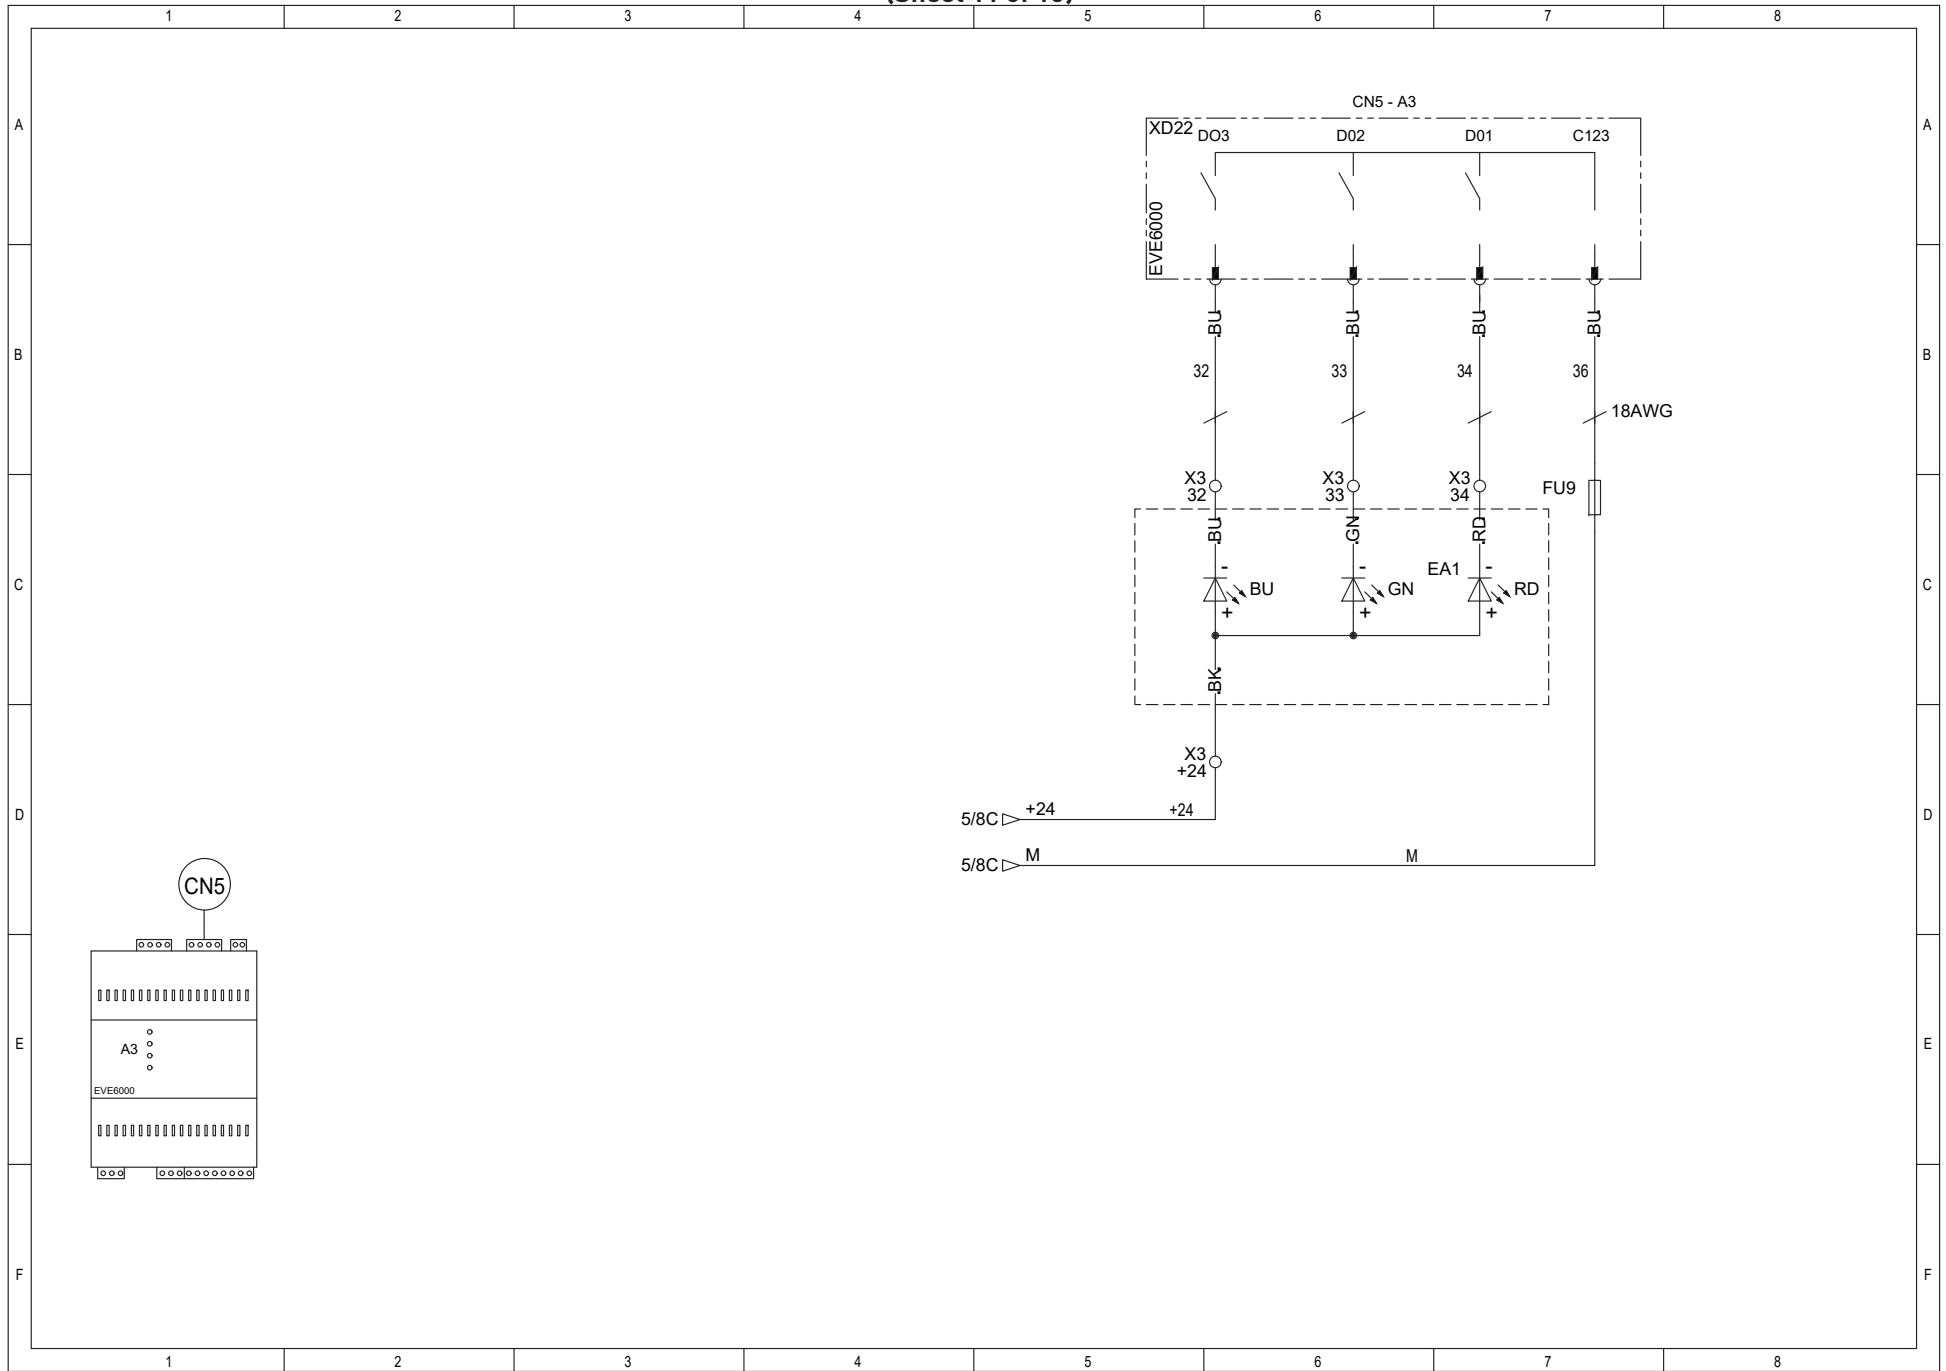 1 2 3 4 5 6 7 8
CN5 - A3
A A
XD22 DO3 D02 D01 C123
EVE6000
.BU. .BU. .BU. .BU.
B B
32 33 34 36
18AWG
X3 X3 X3
32 33 34 FU9
.BU. .GN. .RD.
- - EA1 -
C BU GN RD C
+ + +
.BK.
X3
+24
5/8C +24 +24
D D
5/8C M M
CN5
E E
A3
EVE6000
F F
1 2 3 4 5 6 7 8